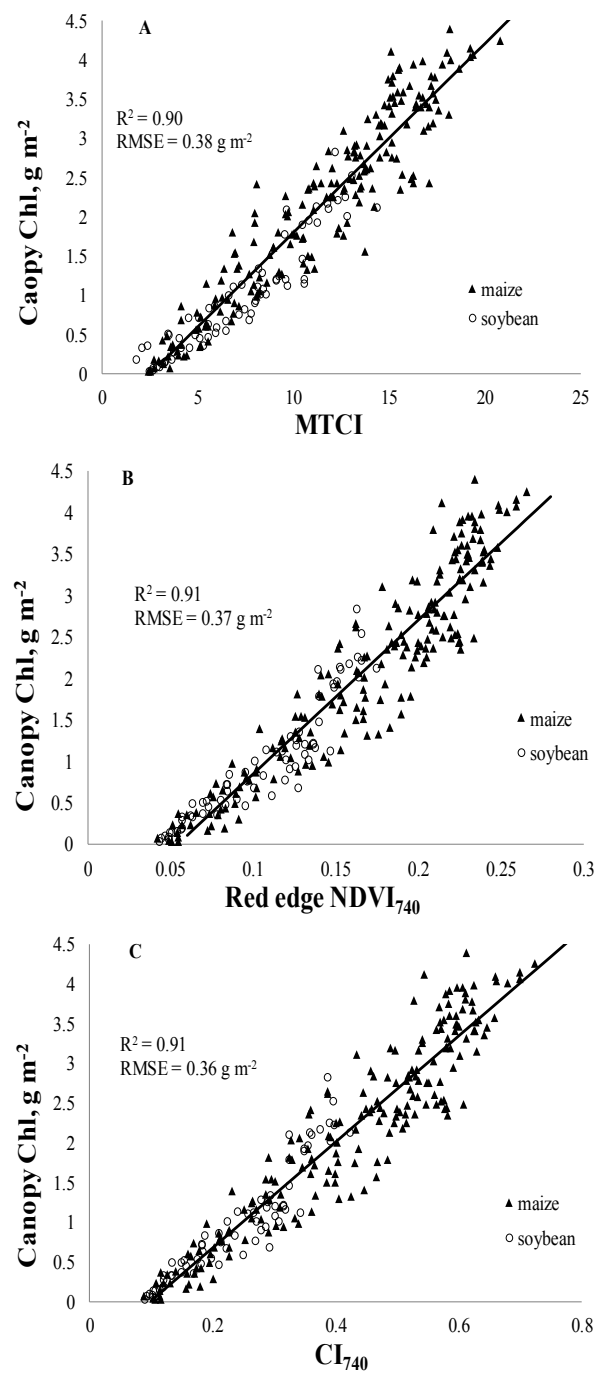 A
4.5
4
3.5
3
2.5
2
1.5
1
0.5
0
Caopy Chl, g m⁻²
R² = 0.90
RMSE = 0.38 g m⁻²
maize
soybean
0 5 10 15 20 25
MTCI
B
4.5
4
3.5
3
2.5
2
1.5
1
0.5
0
Canopy Chl, g m⁻²
R² = 0.91
RMSE = 0.37 g m⁻²
maize
soybean
0 0.05 0.1 0.15 0.2 0.25 0.3
Red edge NDVI₇₄₀
C
4.5
4
3.5
3
2.5
2
1.5
1
0.5
0
Canopy Chl, g m⁻²
R² = 0.91
RMSE = 0.36 g m⁻²
maize
soybean
0 0.2 0.4 0.6 0.8
CI₇₄₀